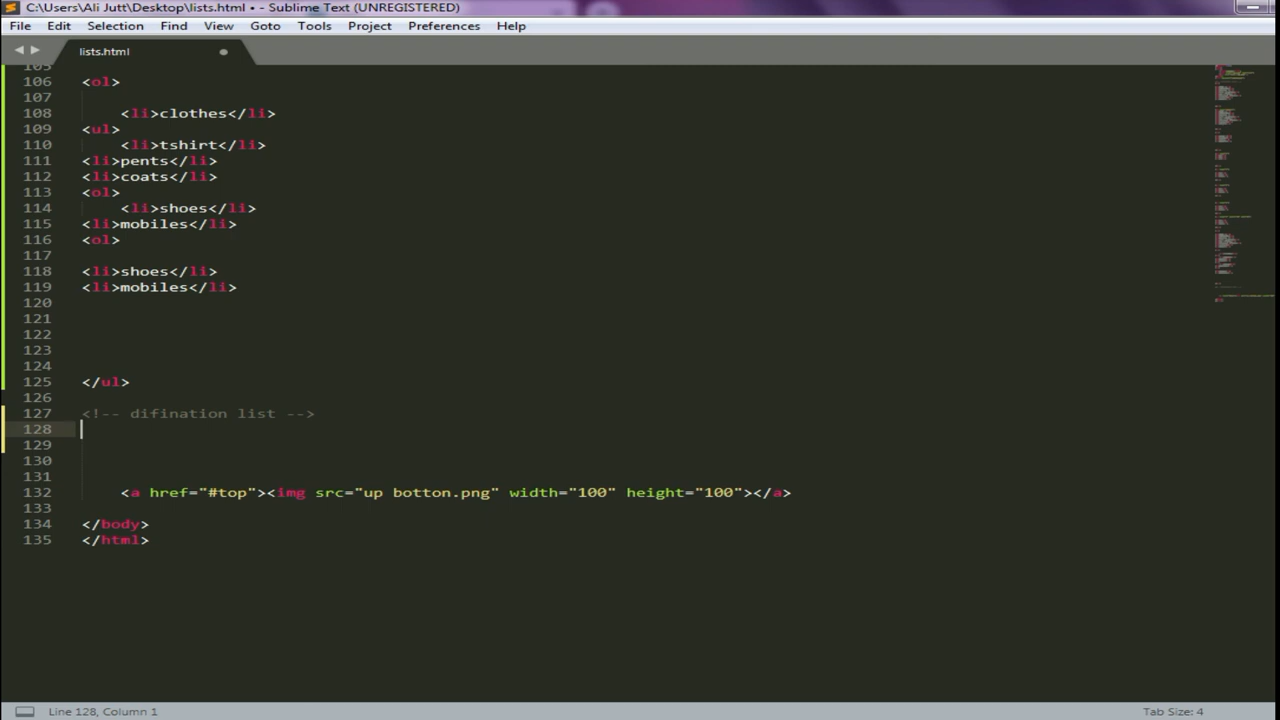 C:\Users\Ali Jutt\Desktop\lists.html • - Sublime Text (UNREGISTERED)
File Edit Selection Find View Goto Tools Project Preferences Help
lists.html
105
106 <ol>
107
108 <li>clothes</li>
109 <ul>
110 <li>tshirt</li>
111 <li>pents</li>
112 <li>coats</li>
113 <ol>
114 <li>shoes</li>
115 <li>mobiles</li>
116 <ol>
117
118 <li>shoes</li>
119 <li>mobiles</li>
120
121
122
123
124
125 </ul>
126
127 <!-- difination list -->
128
129
130
131
132 <a href="#top"><img src="up botton.png" width="100" height="100"></a>
133
134 </body>
135 </html>
Line 128, Column 1 Tab Size: 4